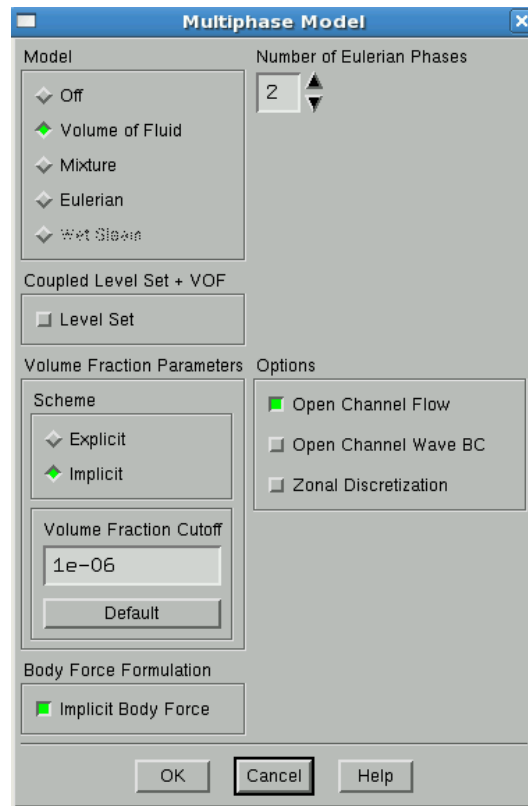 Multiphase Model
Model
Off
Volume of Fluid
Mixture
Eulerian
Wet Steam
Number of Eulerian Phases
2
Coupled Level Set + VOF
Level Set
Volume Fraction Parameters
Scheme
Explicit
Implicit
Volume Fraction Cutoff
1e-06
Default
Options
Open Channel Flow
Open Channel Wave BC
Zonal Discretization
Body Force Formulation
Implicit Body Force
OK
Cancel
Help